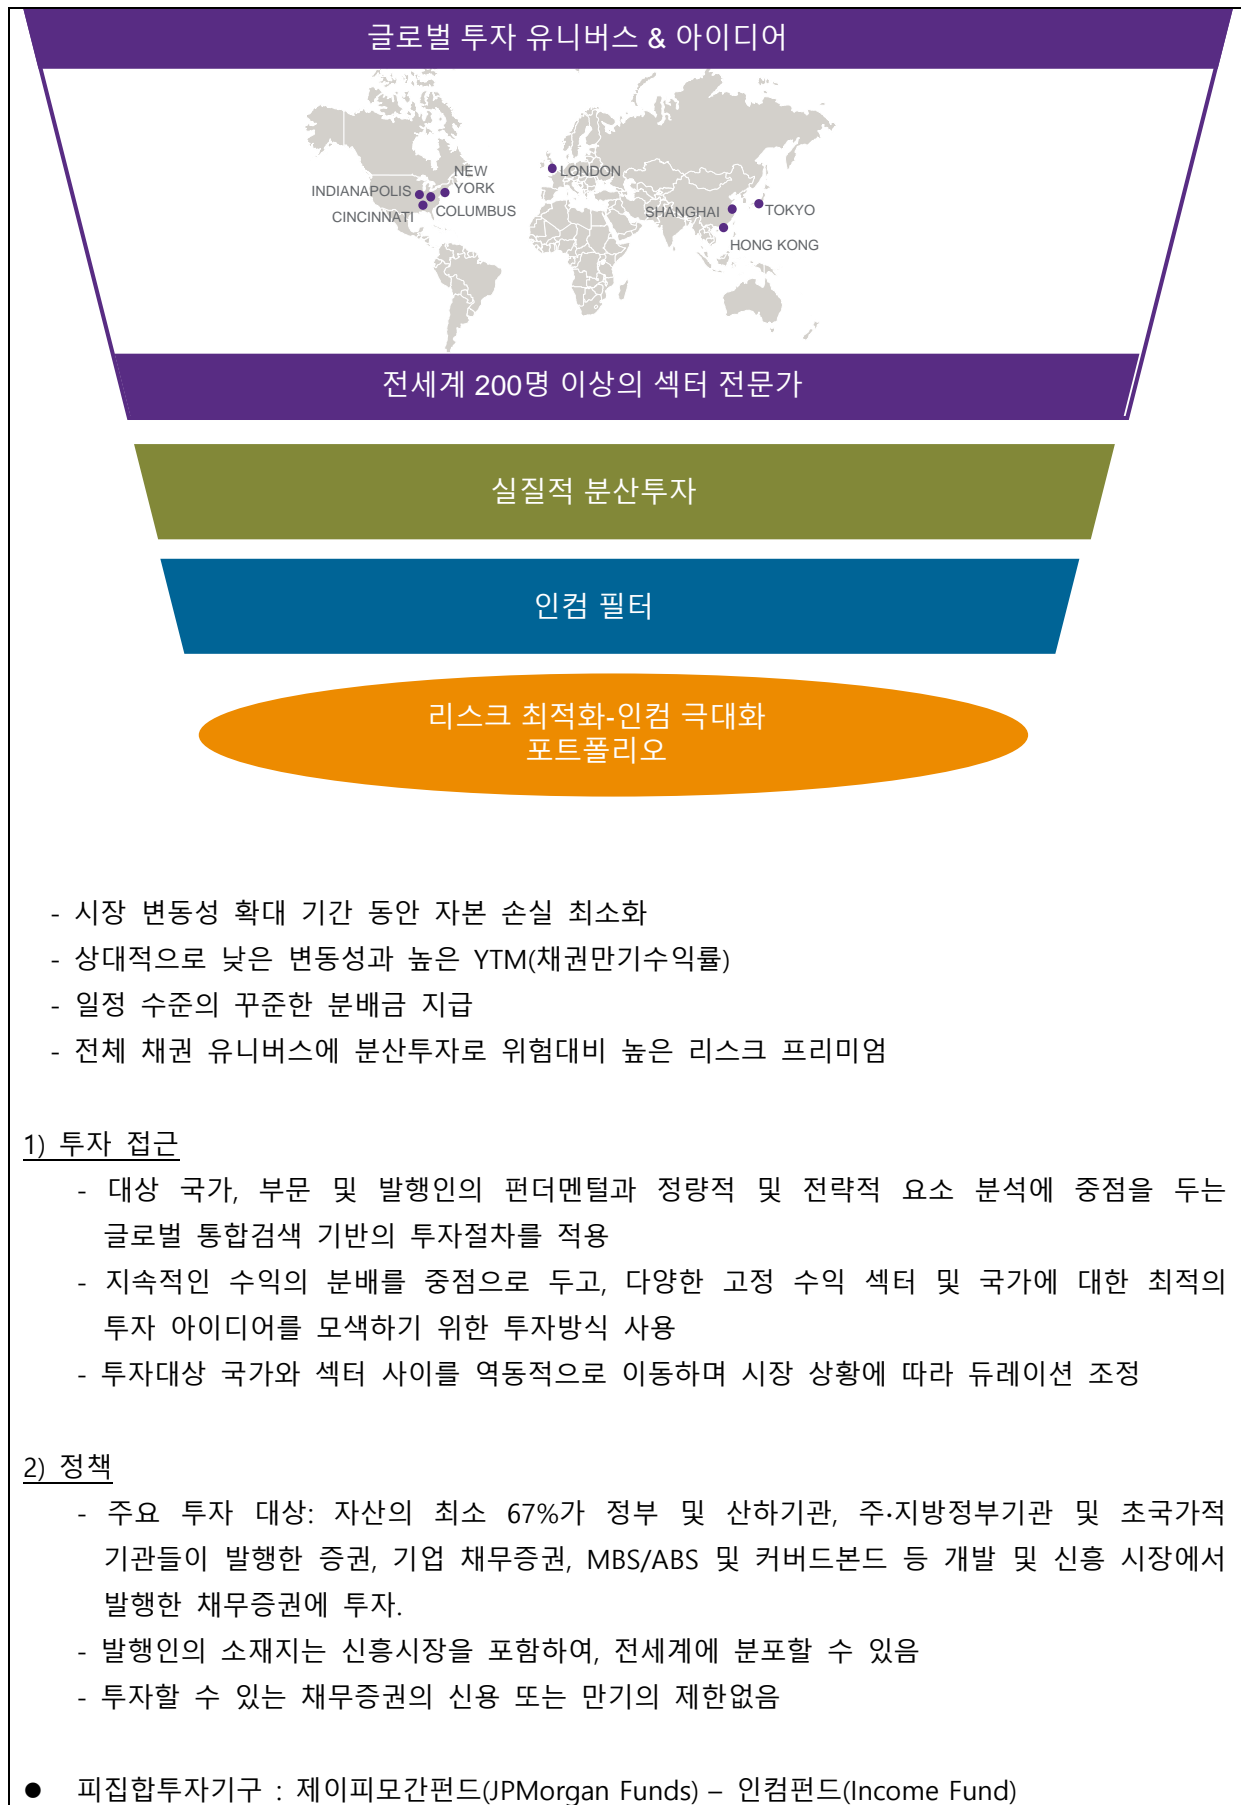 글로벌 투자 유니버스 & 아이디어
NEW
YORK
INDIANAPOLIS
CINCINNATI
COLUMBUS
LONDON
SHANGHAI
TOKYO
HONG KONG
전세계 200명 이상의 섹터 전문가
실질적 분산투자
인컴 필터
리스크 최적화-인컴 극대화
포트폴리오
- 시장 변동성 확대 기간 동안 자본 손실 최소화
- 상대적으로 낮은 변동성과 높은 YTM(채권만기수익률)
- 일정 수준의 꾸준한 분배금 지급
- 전체 채권 유니버스에 분산투자로 위험대비 높은 리스크 프리미엄
1) 투자 접근
- 대상 국가, 부문 및 발행인의 펀더멘털과 정량적 및 전략적 요소 분석에 중점을 두는
글로벌 통합검색 기반의 투자절차를 적용
- 지속적인 수익의 분배를 중점으로 두고, 다양한 고정 수익 섹터 및 국가에 대한 최적의
투자 아이디어를 모색하기 위한 투자방식 사용
- 투자대상 국가와 섹터 사이를 역동적으로 이동하며 시장 상황에 따라 듀레이션 조정
2) 정책
- 주요 투자 대상: 자산의 최소 67%가 정부 및 산하기관, 주·지방정부기관 및 초국가적
기관들이 발행한 증권, 기업 채무증권, MBS/ABS 및 커버드본드 등 개발 및 신흥 시장에서
발행한 채무증권에 투자.
- 발행인의 소재지는 신흥시장을 포함하여, 전세계에 분포할 수 있음
- 투자할 수 있는 채무증권의 신용 또는 만기의 제한없음
● 피집합투자기구 : 제이피모간펀드(JPMorgan Funds) – 인컴펀드(Income Fund)